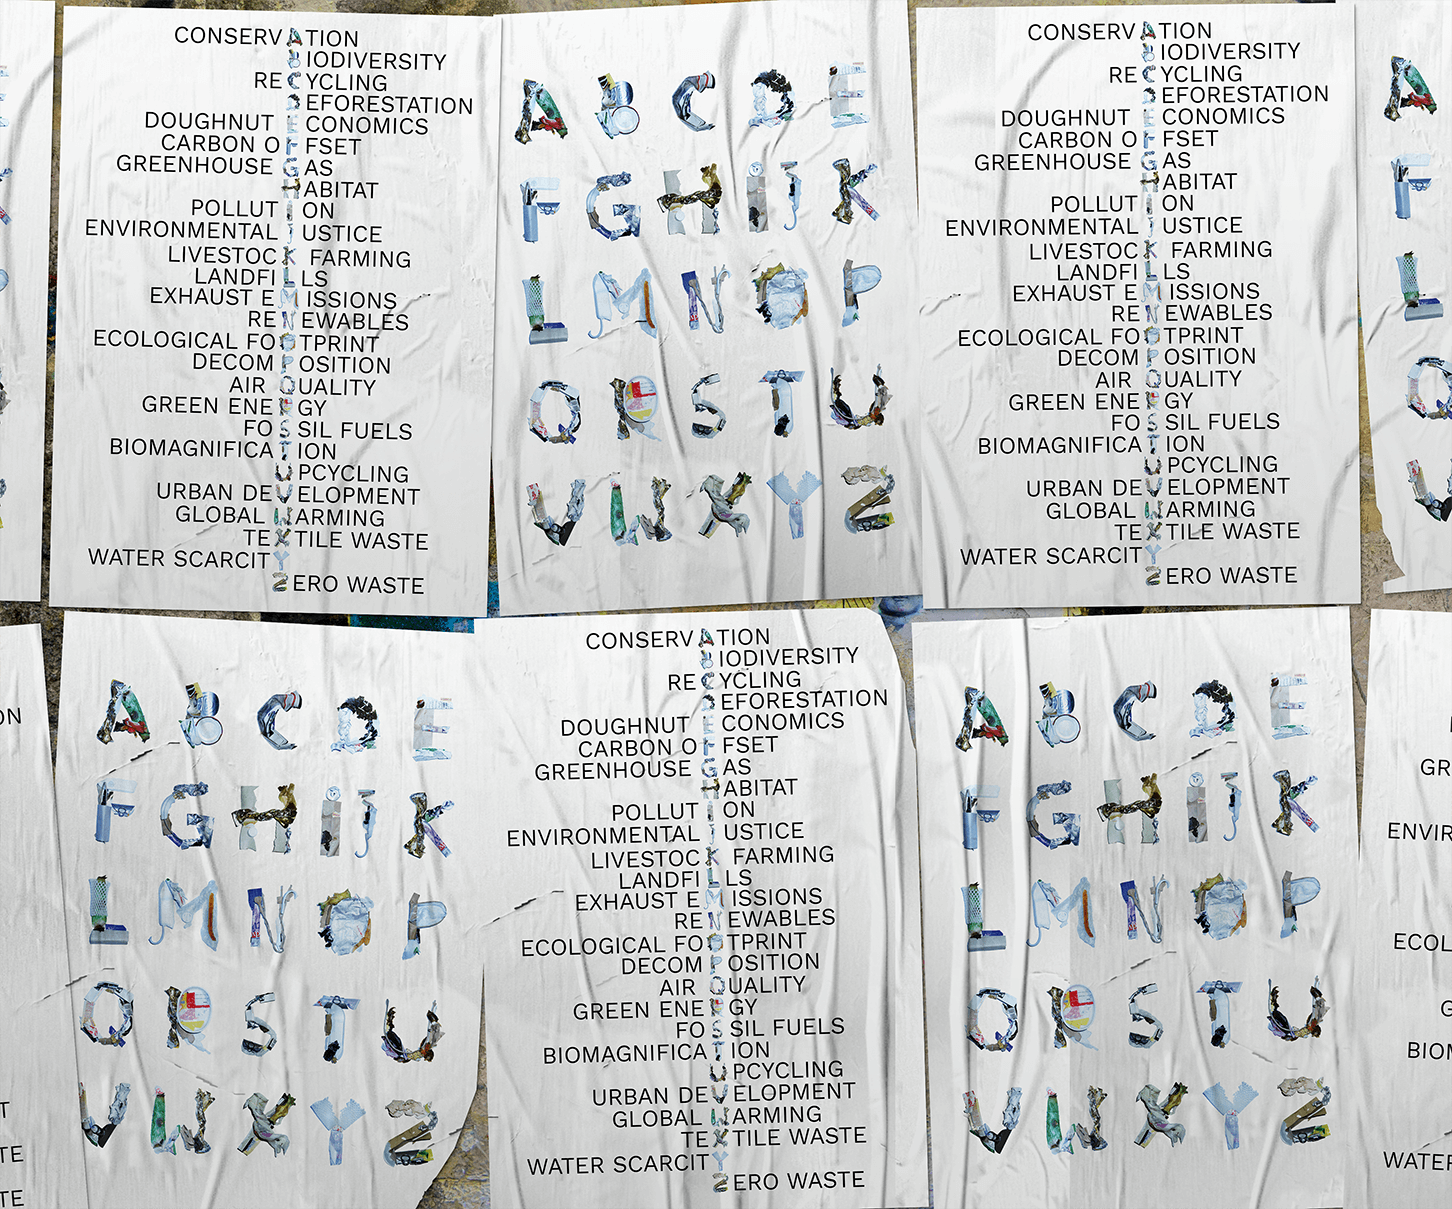 CONSERVATION
BIODIVERSITY
RECYCLING
DEFORESTATION
DOUGHNUT ECONOMICS
CARBON OFFSET
GREENHOUSE GAS
HABITAT
POLLUTION
ENVIRONMENTAL JUSTICE
LIVESTOCK FARMING
LANDFILLS
EXHAUST EMISSIONS
RENEWABLES
ECOLOGICAL FOOTPRINT
DECOMPOSITION
AIR QUALITY
GREEN ENERGY
FOSSIL FUELS
BIOMAGNIFICATION
UPCYCLING
URBAN DEVELOPMENT
GLOBAL WARMING
TEXTILE WASTE
WATER SCARCITY
ZERO WASTE
A B C D E
F G H I J K
L M N O P
Q R S T U
V W X Y Z
CONSERVATION
BIODIVERSITY
RECYCLING
DEFORESTATION
DOUGHNUT ECONOMICS
CARBON OFFSET
GREENHOUSE GAS
HABITAT
POLLUTION
ENVIRONMENTAL JUSTICE
LIVESTOCK FARMING
LANDFILLS
EXHAUST EMISSIONS
RENEWABLES
ECOLOGICAL FOOTPRINT
DECOMPOSITION
AIR QUALITY
GREEN ENERGY
FOSSIL FUELS
BIOMAGNIFICATION
UPCYCLING
URBAN DEVELOPMENT
GLOBAL WARMING
TEXTILE WASTE
WATER SCARCITY
ZERO WASTE
A
F
L
Q
V
ON
T
TE
TE
A B C D E
F G H I J K
L M N O P
Q R S T U
V W X Y Z
CONSERVATION
BIODIVERSITY
RECYCLING
DEFORESTATION
DOUGHNUT ECONOMICS
CARBON OFFSET
GREENHOUSE GAS
HABITAT
POLLUTION
ENVIRONMENTAL JUSTICE
LIVESTOCK FARMING
LANDFILLS
EXHAUST EMISSIONS
RENEWABLES
ECOLOGICAL FOOTPRINT
DECOMPOSITION
AIR QUALITY
GREEN ENERGY
FOSSIL FUELS
BIOMAGNIFICATION
UPCYCLING
URBAN DEVELOPMENT
GLOBAL WARMING
TEXTILE WASTE
WATER SCARCITY
ZERO WASTE
A B C D E
F G H I J K
L M N O P
Q R S T U
V W X Y Z
GR
ENVIR
ECOL
G
BIOM
WATER